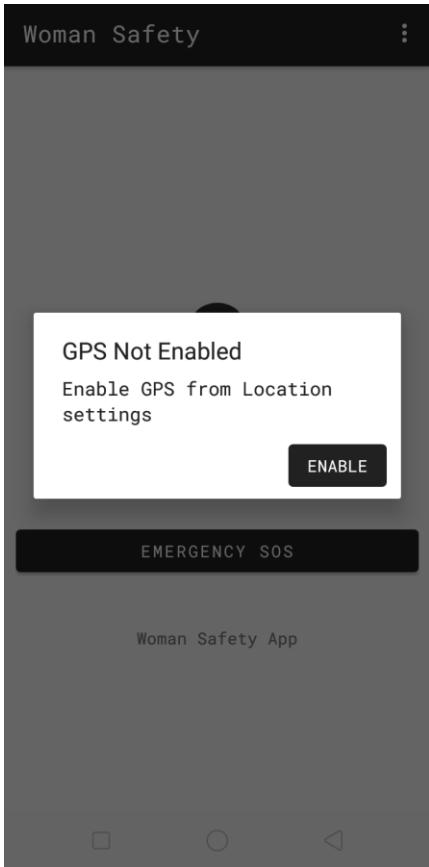 Woman Safety
GPS Not Enabled
Enable GPS from Location
settings
ENABLE
EMERGENCY SOS
Woman Safety App